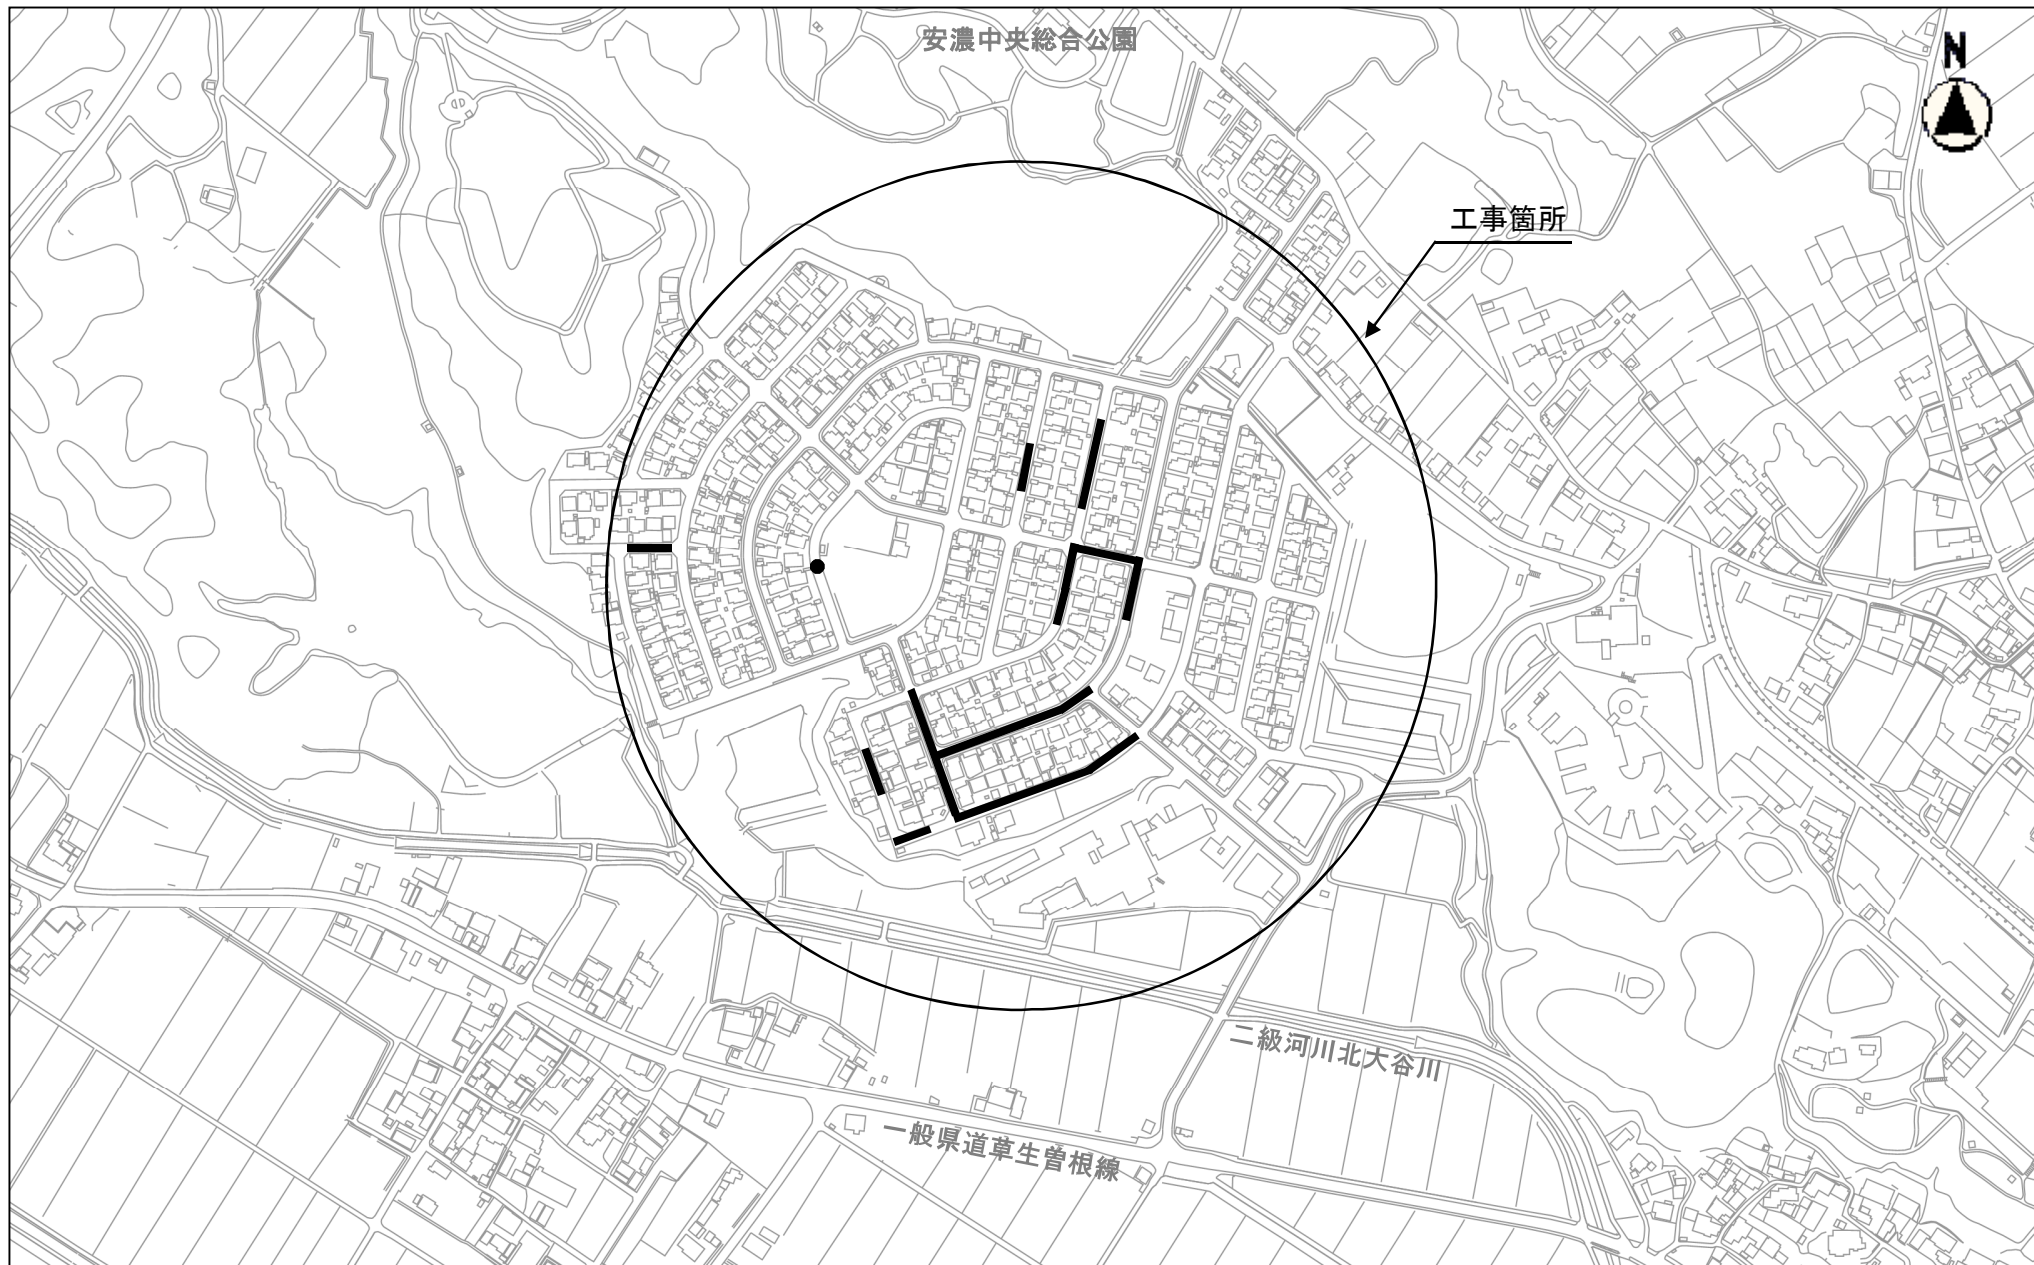 安濃中央総合公園
N
工事箇所
二級河川北大谷川
一般県道草生曽根線